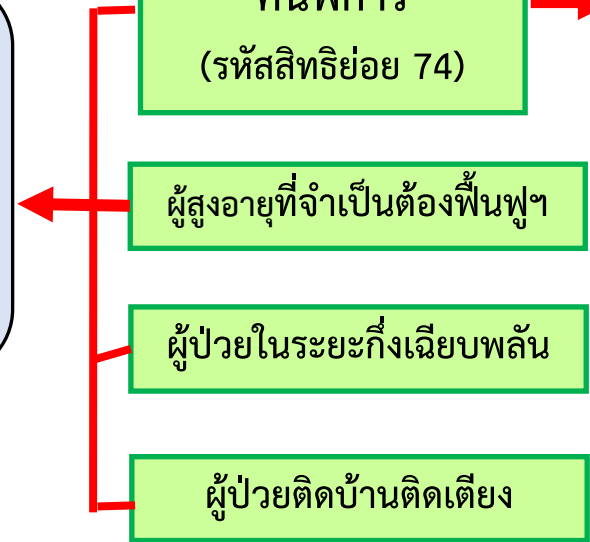 (รหัสสิทธิย่อย 74)
ผู้สูงอายุที่จำเป็นต้องฟื้นฟูฯ
ผู้ป่วยในระยะกึ่งเฉียบพลัน
ผู้ป่วยติดบ้านติดเตียง